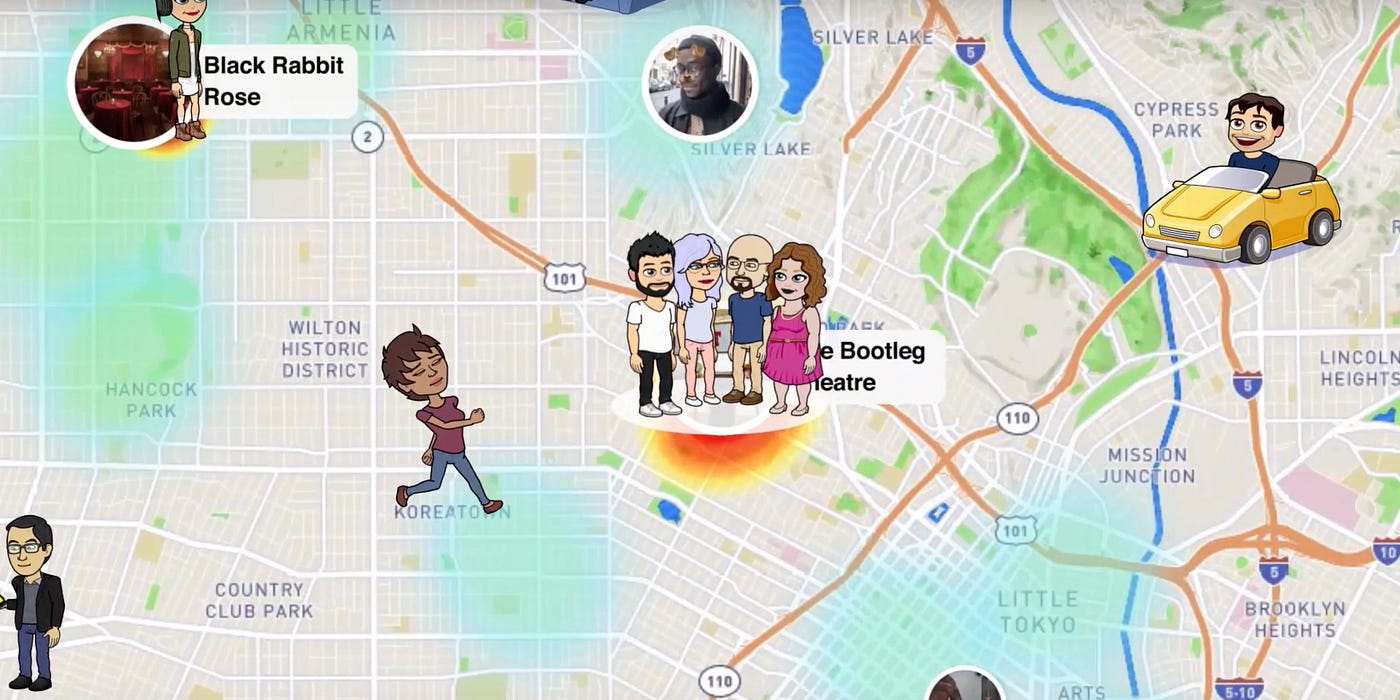 LITTLE
ARMENIA
Black Rabbit
Rose
2
SILVER LAKE
5
SILVER LAKE
CYPRESS
PARK
101
WILTON
HISTORIC
DISTRICT
HANCOCK
PARK
PARK
e Bootleg
eatre
LINCOLN
HEIGHTS
5
110
MISSION
JUNCTION
KOREATOWN
101
10
5
COUNTRY
CLUB PARK
LITTLE
TOKYO
BROOKLYN
HEIGHTS
110
ARTS
5-10